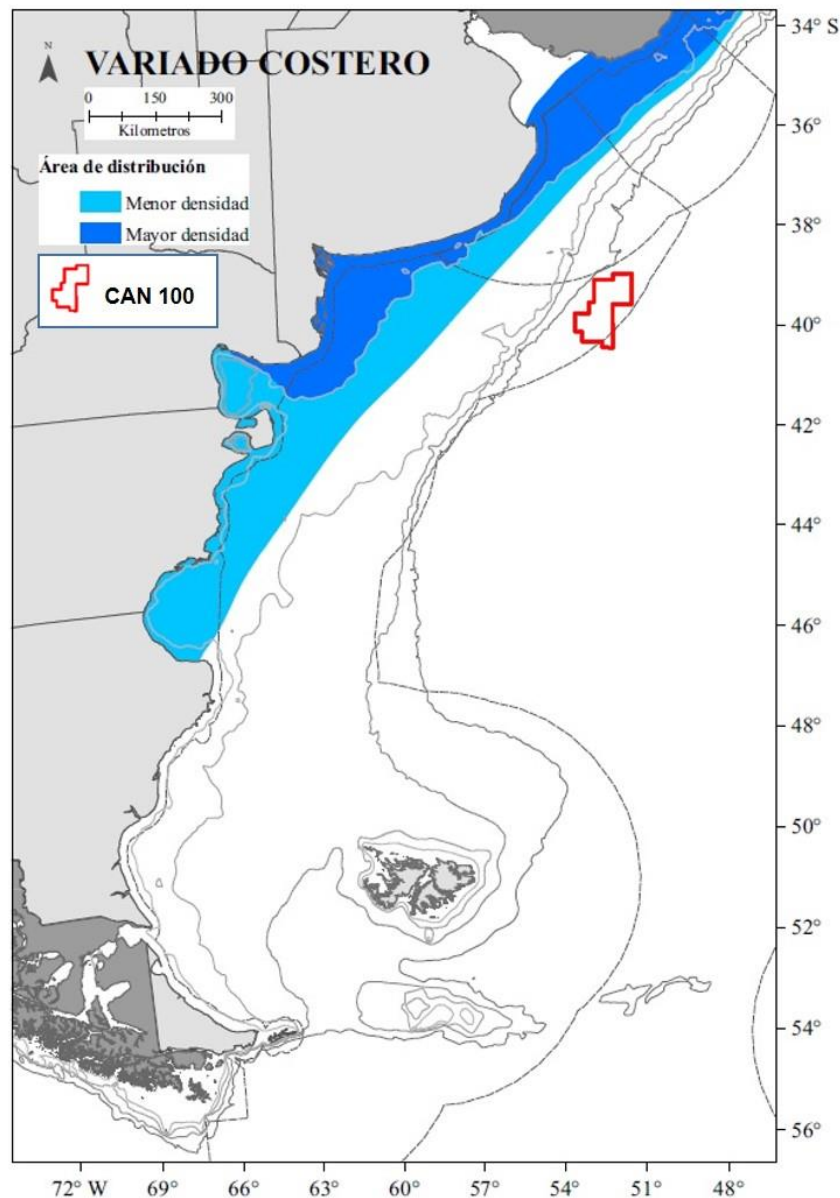 N
VARIADO COSTERO
0 150 300
Kilometros
Área de distribución
Menor densidad
Mayor densidad
CAN 100
34° S
36°
38°
40°
42°
44°
46°
48°
50°
52°
54°
56°
72° W 69° 66° 63° 60° 57° 54° 51° 48°